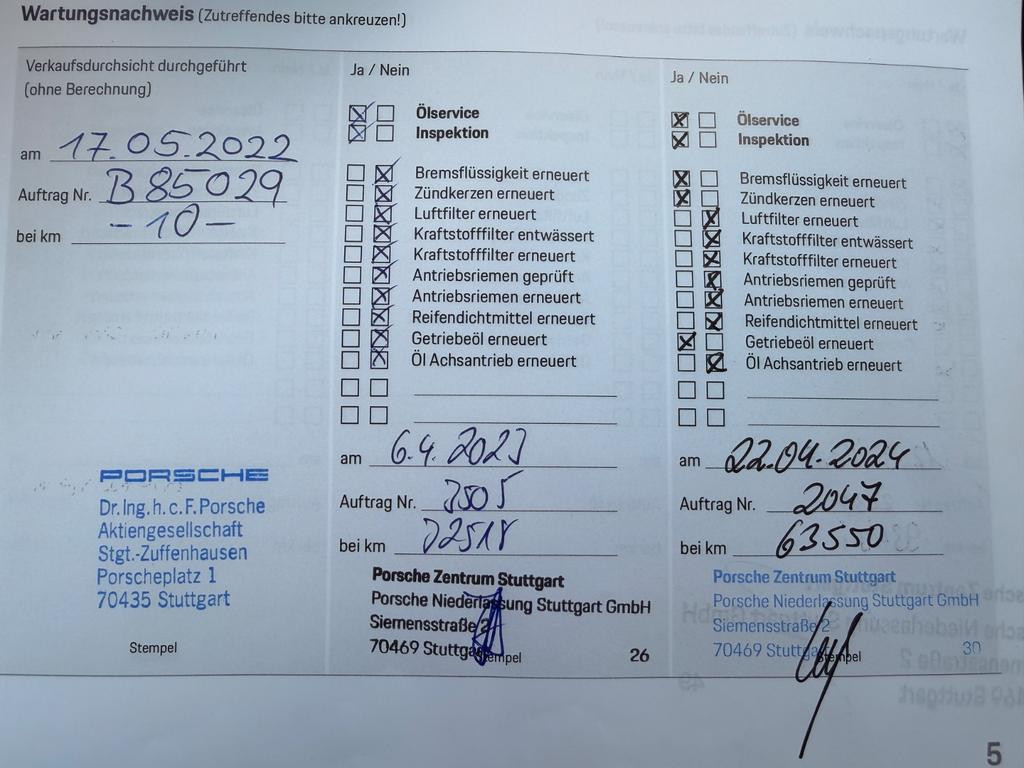 Wartungsnachweis (Zutreffendes bitte ankreuzen!)
Verkaufsdurchsicht durchgeführt
(ohne Berechnung)
am 17.05.2022
Auftrag Nr. B85029
bei km -10-
PORSCHE
Dr.Ing.h.c.F.Porsche
Aktiengesellschaft
Stgt.-Zuffenhausen
Porscheplatz 1
70435 Stuttgart
Stempel
Ja / Nein
Ölservice
Inspektion
Bremsflüssigkeit erneuert
Zündkerzen erneuert
Luftfilter erneuert
Kraftstofffilter entwässert
Kraftstofffilter erneuert
Antriebsriemen geprüft
Antriebsriemen erneuert
Reifendichtmittel erneuert
Getriebeöl erneuert
Öl Achsantrieb erneuert
am 6.4.2023
Auftrag Nr.
bei km
Porsche Zentrum Stuttgart
Porsche Niederlassung Stuttgart GmbH
Siemensstraße 2
70469 Stuttgart
Stempel
26
Ja / Nein
Ölservice
Inspektion
Bremsflüssigkeit erneuert
Zündkerzen erneuert
Luftfilter erneuert
Kraftstofffilter entwässert
Kraftstofffilter erneuert
Antriebsriemen geprüft
Antriebsriemen erneuert
Reifendichtmittel erneuert
Getriebeöl erneuert
Öl Achsantrieb erneuert
am 22.04.2024
Auftrag Nr. 2047
bei km 63550
Porsche Zentrum Stuttgart
Porsche Niederlassung Stuttgart GmbH
Siemensstraße 2
70469 Stuttgart
Stempel
30
5